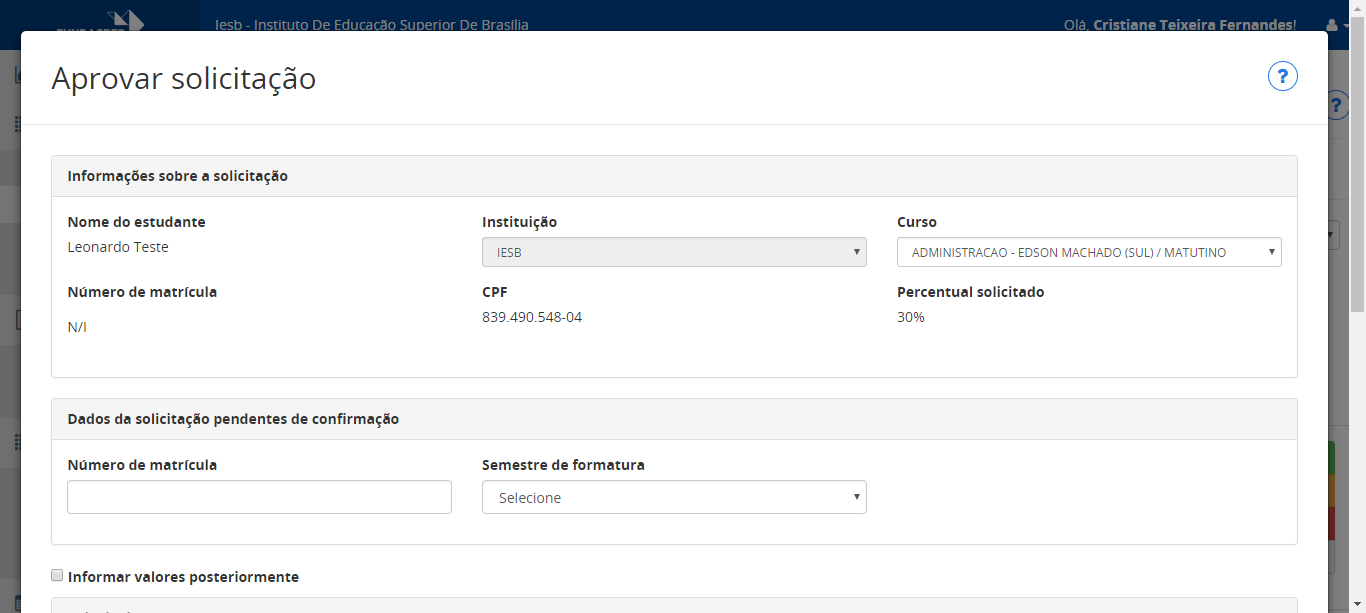 Iesb - Instituto De Educação Superior De Brasília
Olá, Cristiane Teixeira Fernandes!
Aprovar solicitação
?
?
Informações sobre a solicitação
Nome do estudante
Instituição
Curso
Leonardo Teste
IESB
ADMINISTRACAO - EDSON MACHADO (SUL) / MATUTINO
Número de matrícula
CPF
Percentual solicitado
N/I
839.490.548-04
30%
Dados da solicitação pendentes de confirmação
Número de matrícula
Semestre de formatura
Selecione
Informar valores posteriormente